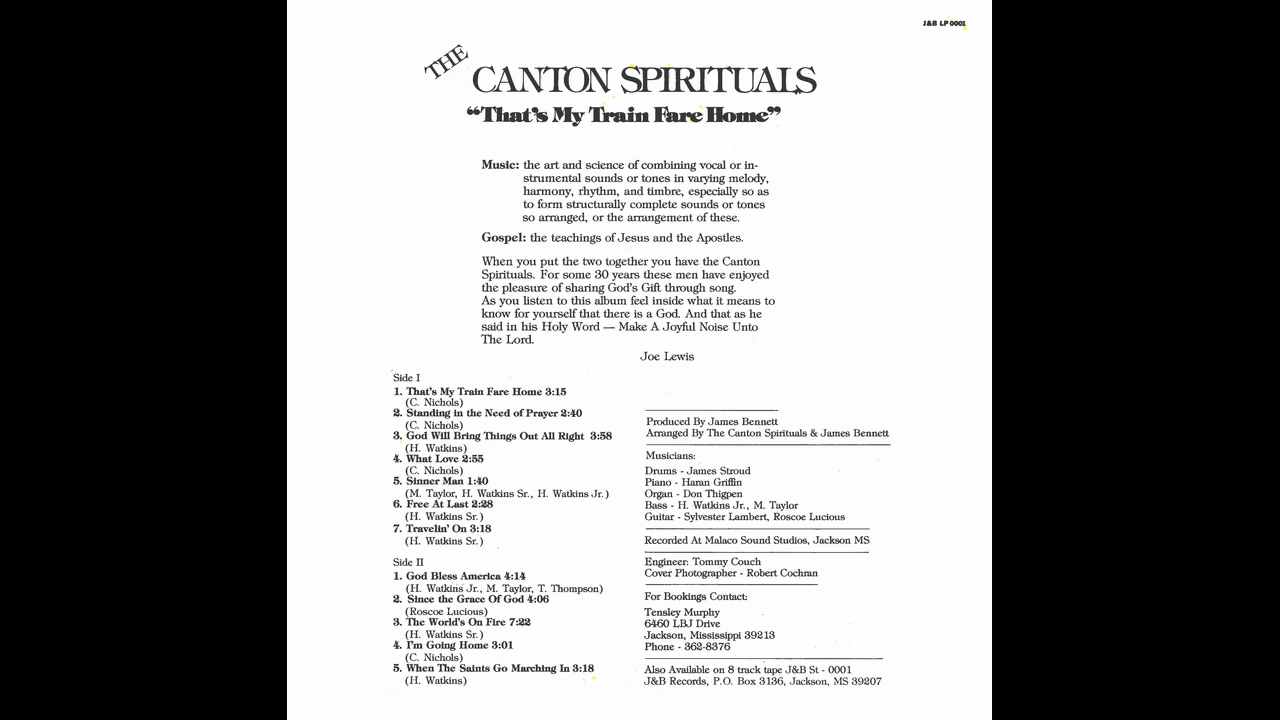 J&B LP 0001
THE
CANTON SPIRITUALS
“That’s My Train Fare Home”
Music: the art and science of combining vocal or in-
strumental sounds or tones in varying melody,
harmony, rhythm, and timbre, especially so as
to form structurally complete sounds or tones
so arranged, or the arrangement of these.
Gospel: the teachings of Jesus and the Apostles.
When you put the two together you have the Canton
Spirituals. For some 30 years these men have enjoyed
the pleasure of sharing God’s Gift through song.
As you listen to this album feel inside what it means to
know for yourself that there is a God. And that as he
said in his Holy Word — Make A Joyful Noise Unto
The Lord.
Joe Lewis
Side I
1. That’s My Train Fare Home 3:15
(C. Nichols)
2. Standing in the Need of Prayer 2:40
(C. Nichols)
3. God Will Bring Things Out All Right 3:58
(H. Watkins)
4. What Love 2:55
(C. Nichols)
5. Sinner Man 1:40
(M. Taylor, H. Watkins Sr., H. Watkins Jr.)
6. Free At Last 2:28
(H. Watkins Sr.)
7. Travelin’ On 3:18
(H. Watkins Sr.)
Side II
1. God Bless America 4:14
(H. Watkins Jr., M. Taylor, T. Thompson)
2. Since the Grace Of God 4:06
(Roscoe Lucious)
3. The World’s On Fire 7:22
(H. Watkins Sr.)
4. I’m Going Home 3:01
(C. Nichols)
5. When The Saints Go Marching In 3:18
(H. Watkins)
Produced By James Bennett
Arranged By The Canton Spirituals & James Bennett
Musicians:
Drums - James Stroud
Piano - Haran Griffin
Organ - Don Thigpen
Bass - H. Watkins Jr., M. Taylor
Guitar - Sylvester Lambert, Roscoe Lucious
Recorded At Malaco Sound Studios, Jackson MS
Engineer: Tommy Couch
Cover Photographer - Robert Cochran
For Bookings Contact:
Tensley Murphy
6460 LBJ Drive
Jackson, Mississippi 39213
Phone - 362-8376
Also Available on 8 track tape J&B St - 0001
J&B Records, P.O. Box 3136, Jackson, MS 39207